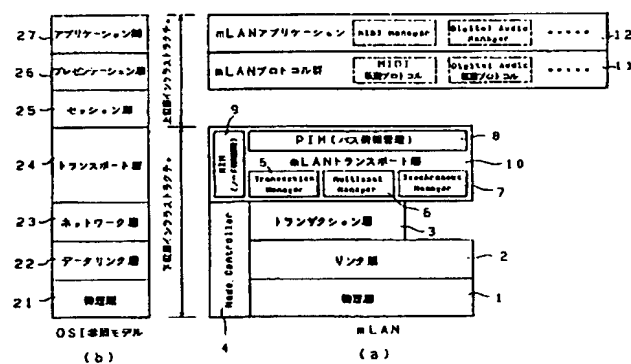 27 アプリケーション層
26 プレゼンテーション層
25 セッション層
24 トランスポート層
23 ネットワーク層
22 データリンク層
21 物理層
OSI参照モデル
(b)
上位部インフラストラクチャ
下位部インフラストラクチャ
mLANアプリケーション
MIDI Manager
Digital Audio Manager
12
mLANプロトコル群
MIDI
プロトコル
Digital Audio
プロトコル
11
9
NIM
PIM(バス情報管理)
8
mLANトランスポート層
10
5
Transaction Manager
Multicast Manager
6
Isochronous Manager
7
トランザクション層
3
リンク層
2
物理層
1
Node Controller
4
mLAN
(a)